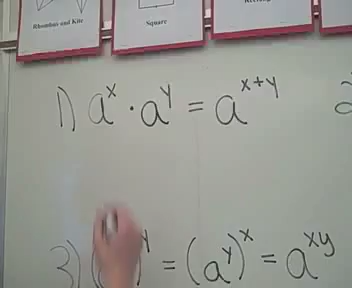 Rhombus and Kite
Square
1) a^x · a^y = a^(x+y)
3) ( )^y = (a^y)^x = a^(xy)